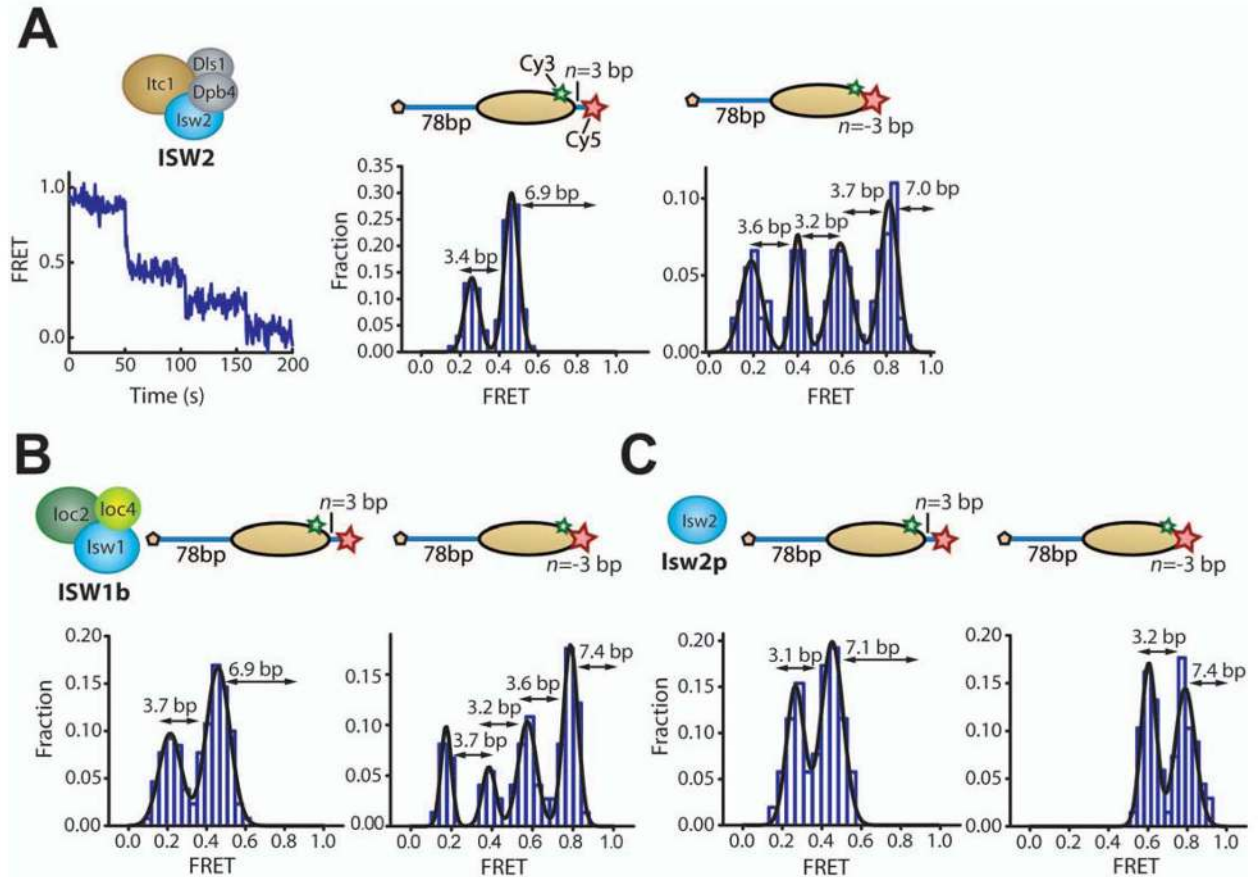 A
Itc1
Dls1
Dpb4
Isw2
ISW2
Cy3
n=3 bp
78bp
Cy5
78bp
n=-3 bp
FRET
1.0
0.5
0.0
0
50
100
150
200
Time (s)
Fraction
0.35
0.30
0.25
0.20
0.15
0.10
0.05
0.00
3.4 bp
6.9 bp
0.0 0.2 0.4 0.6 0.8 1.0
FRET
0.10
0.05
0.00
3.6 bp
3.2 bp
3.7 bp
7.0 bp
0.0 0.2 0.4 0.6 0.8 1.0
FRET
B
Ioc2
Ioc4
Isw1
ISW1b
n=3 bp
78bp
78bp
n=-3 bp
Fraction
0.20
0.15
0.10
0.05
0.00
3.7 bp
6.9 bp
0.0 0.2 0.4 0.6 0.8 1.0
FRET
0.15
0.10
0.05
0.00
3.7 bp
3.2 bp
3.6 bp
7.4 bp
0.0 0.2 0.4 0.6 0.8 1.0
FRET
C
Isw2
Isw2p
n=3 bp
78bp
78bp
n=-3 bp
Fraction
0.20
0.15
0.10
0.05
0.00
3.1 bp
7.1 bp
0.0 0.2 0.4 0.6 0.8 1.0
FRET
0.20
0.15
0.10
0.05
0.00
3.2 bp
7.4 bp
0.0 0.2 0.4 0.6 0.8 1.0
FRET